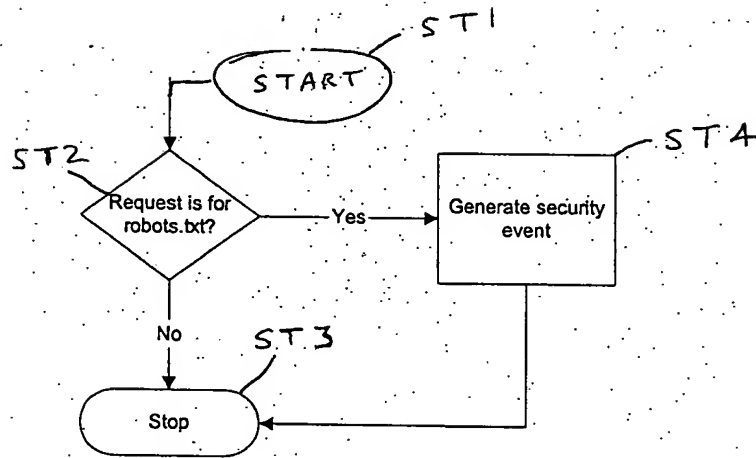 ST1
START
ST2
Request is for
robots.txt?
Yes
Generate security
event
ST4
No
ST3
Stop